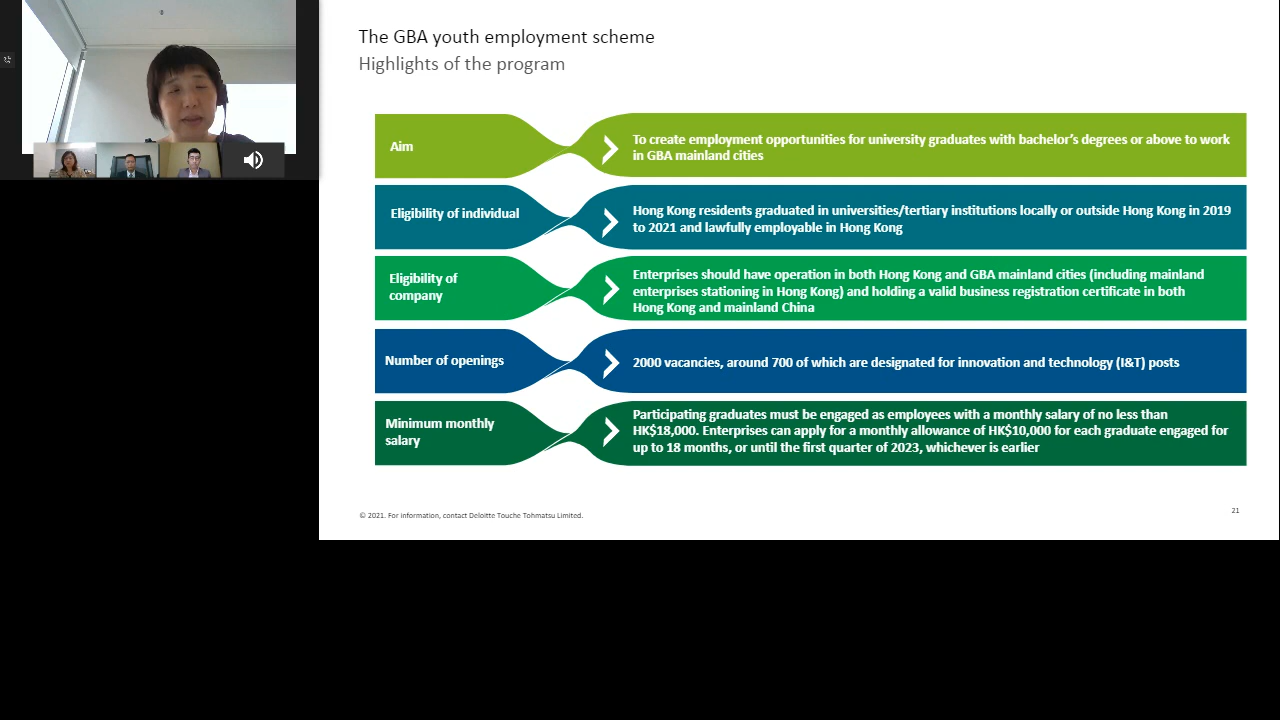 The GBA youth employment scheme
Highlights of the program
Aim
To create employment opportunities for university graduates with bachelor's degrees or above to work
in GBA mainland cities
Eligibility of individual
Hong Kong residents graduated in universities/tertiary institutions locally or outside Hong Kong in 2019
to 2021 and lawfully employable in Hong Kong
Eligibility of
company
Enterprises should have operation in both Hong Kong and GBA mainland cities (including mainland
enterprises stationing in Hong Kong) and holding a valid business registration certificate in both
Hong Kong and mainland China
Number of openings
2000 vacancies, around 700 of which are designated for innovation and technology (I&T) posts
Minimum monthly
salary
Participating graduates must be engaged as employees with a monthly salary of no less than
HK$18,000. Enterprises can apply for a monthly allowance of HK$10,000 for each graduate engaged for
up to 18 months, or until the first quarter of 2023, whichever is earlier
© 2021. For information, contact Deloitte Touche Tohmatsu Limited.
21